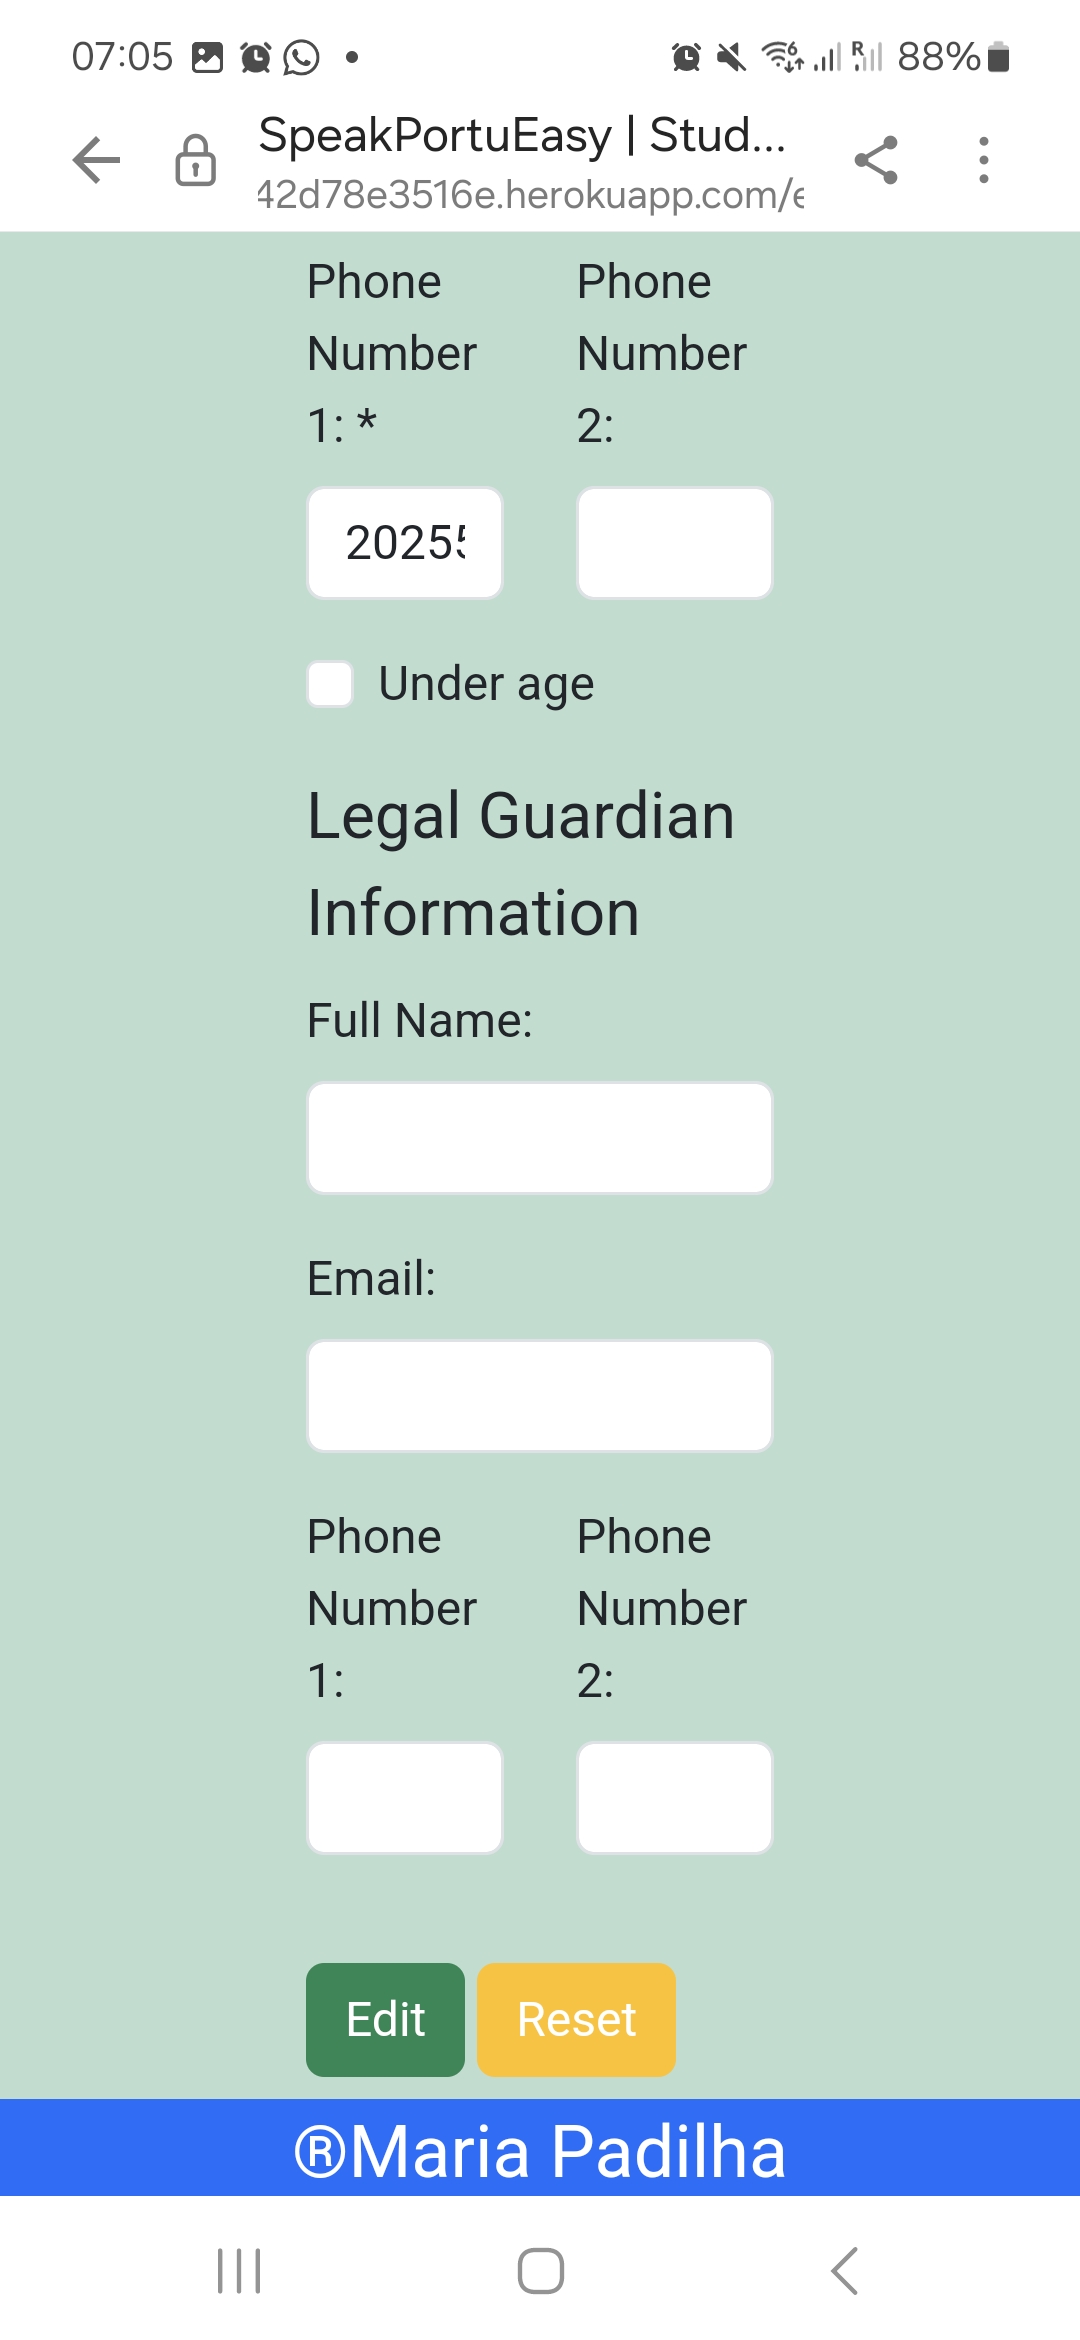 07:05 88%
SpeakPortuEasy | Stud...
42d78e3516e.herokuapp.com/e
Phone Number 1: *
Phone Number 2:
2025
Under age
Legal Guardian
Information
Full Name:
Email:
Phone Number 1:
Phone Number 2:
Edit Reset
®Maria Padilha